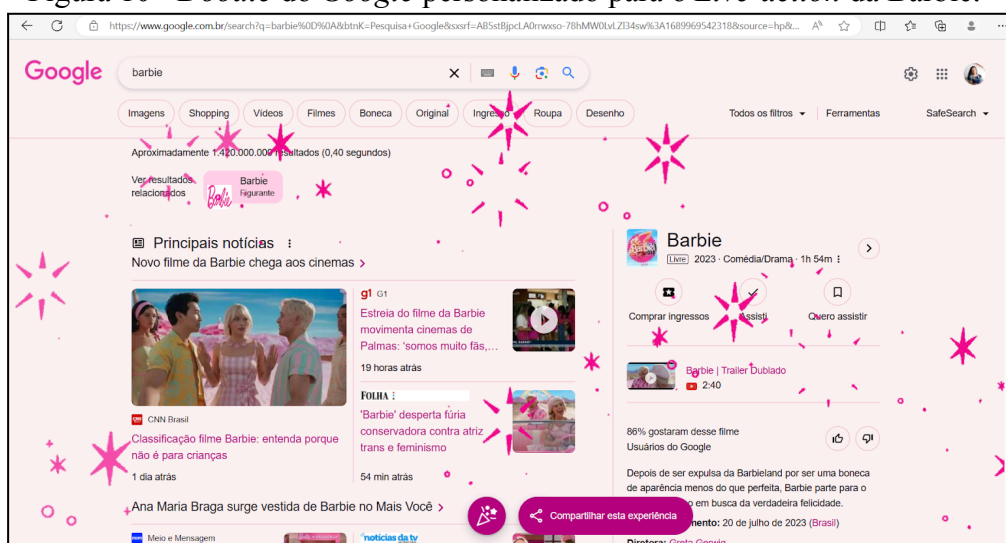 Figura 10 - Doodle do Google personalizado para o Live-action da Barbie.
https://www.google.com.br/search?q=barbie%0D%0A&btnK=Pesquisa+Google&sxsrf=AB5stBjpcLA0rrwxso-78hMW0LvLZl34sw%3A1689969542318&source=hp&...
Google
barbie
Imagens Shopping Vídeos Filmes Boneca Original Ingresso Roupa Desenho Todos os filtros Ferramentas SafeSearch
Aproximadamente 1.420.000.000 resultados (0,40 segundos)
Ver resultados
relacionados
Barbie
Barbie
Figurante
Principais notícias
Novo filme da Barbie chega aos cinemas >
CNN Brasil
Classificação filme Barbie: entenda porque
não é para crianças
1 dia atrás
g1 G1
Estreia do filme da Barbie
movimenta cinemas de
Palmas: 'somos muito fãs,...
19 horas atrás
FOLHA
'Barbie' desperta fúria
conservadora contra atriz
trans e feminismo
54 min atrás
Ana Maria Braga surge vestida de Barbie no Mais Você >
Meio e Mensagem
notícias da tv
Barbie
Livre 2023 · Comédia/Drama · 1h 54m
Comprar ingressos Assisti Quero assistir
Barbie | Trailer Dublado
2:40
86% gostaram desse filme
Usuários do Google
Depois de ser expulsa da Barbieland por ser uma boneca
de aparência menos do que perfeita, Barbie parte para o
em busca da verdadeira felicidade.
mento: 20 de julho de 2023 (Brasil)
Diretora: Greta Gerwig
Compartilhar esta experiência